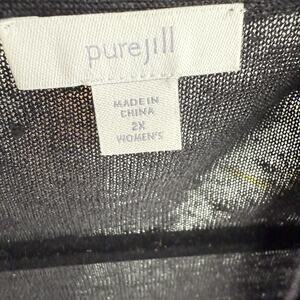 purejill
MADE IN
CHINA
2X
WOMEN'S